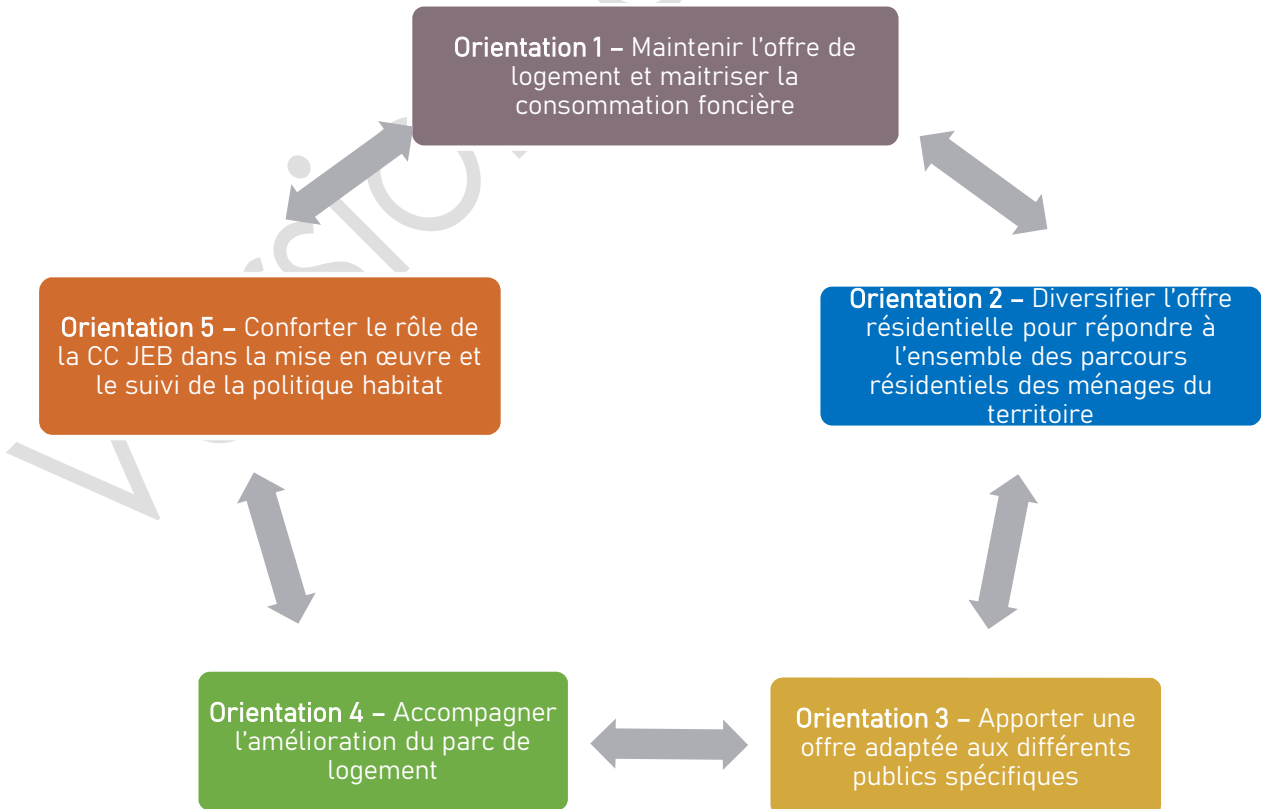 Orientation 1 – Maintenir l'offre de
logement et maitriser la
consommation foncière
Orientation 2 – Diversifier l'offre
résidentielle pour répondre à
l'ensemble des parcours
résidentiels des ménages du
territoire
Orientation 5 – Conforter le rôle de
la CC JEB dans la mise en œuvre et
le suivi de la politique habitat
Orientation 4 – Accompagner
l'amélioration du parc de
logement
Orientation 3 – Apporter une
offre adaptée aux différents
publics spécifiques